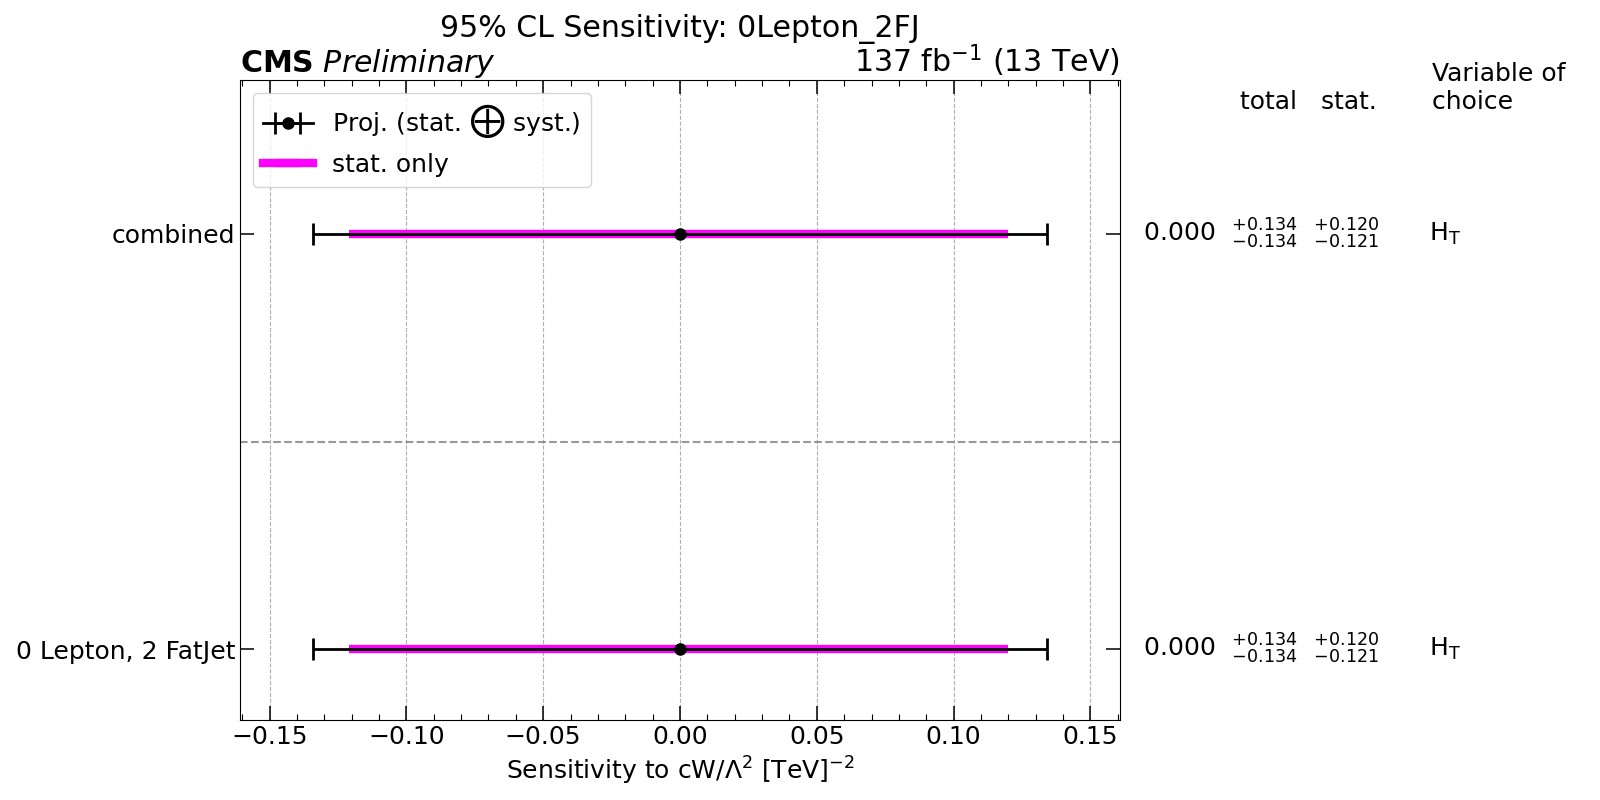 95% CL Sensitivity: 0Lepton_2FJ
CMS Preliminary 137 fb⁻¹ (13 TeV)
Variable of
total stat. choice
Proj. (stat. ⨁ syst.)
stat. only
combined 0.000 +0.134 −0.134 +0.120 −0.121 H_T
0 Lepton, 2 FatJet 0.000 +0.134 −0.134 +0.120 −0.121 H_T
−0.15 −0.10 −0.05 0.00 0.05 0.10 0.15
Sensitivity to cW/Λ² [TeV]⁻²